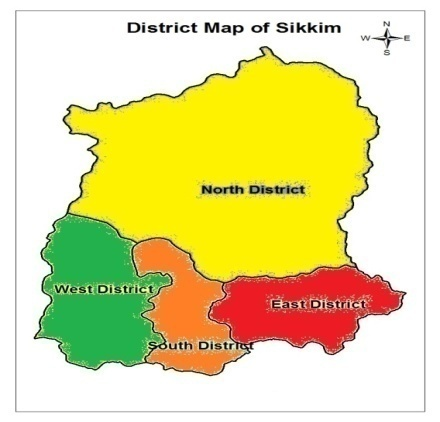 District Map of Sikkim
N
W E
S
North District
West District
East District
South District